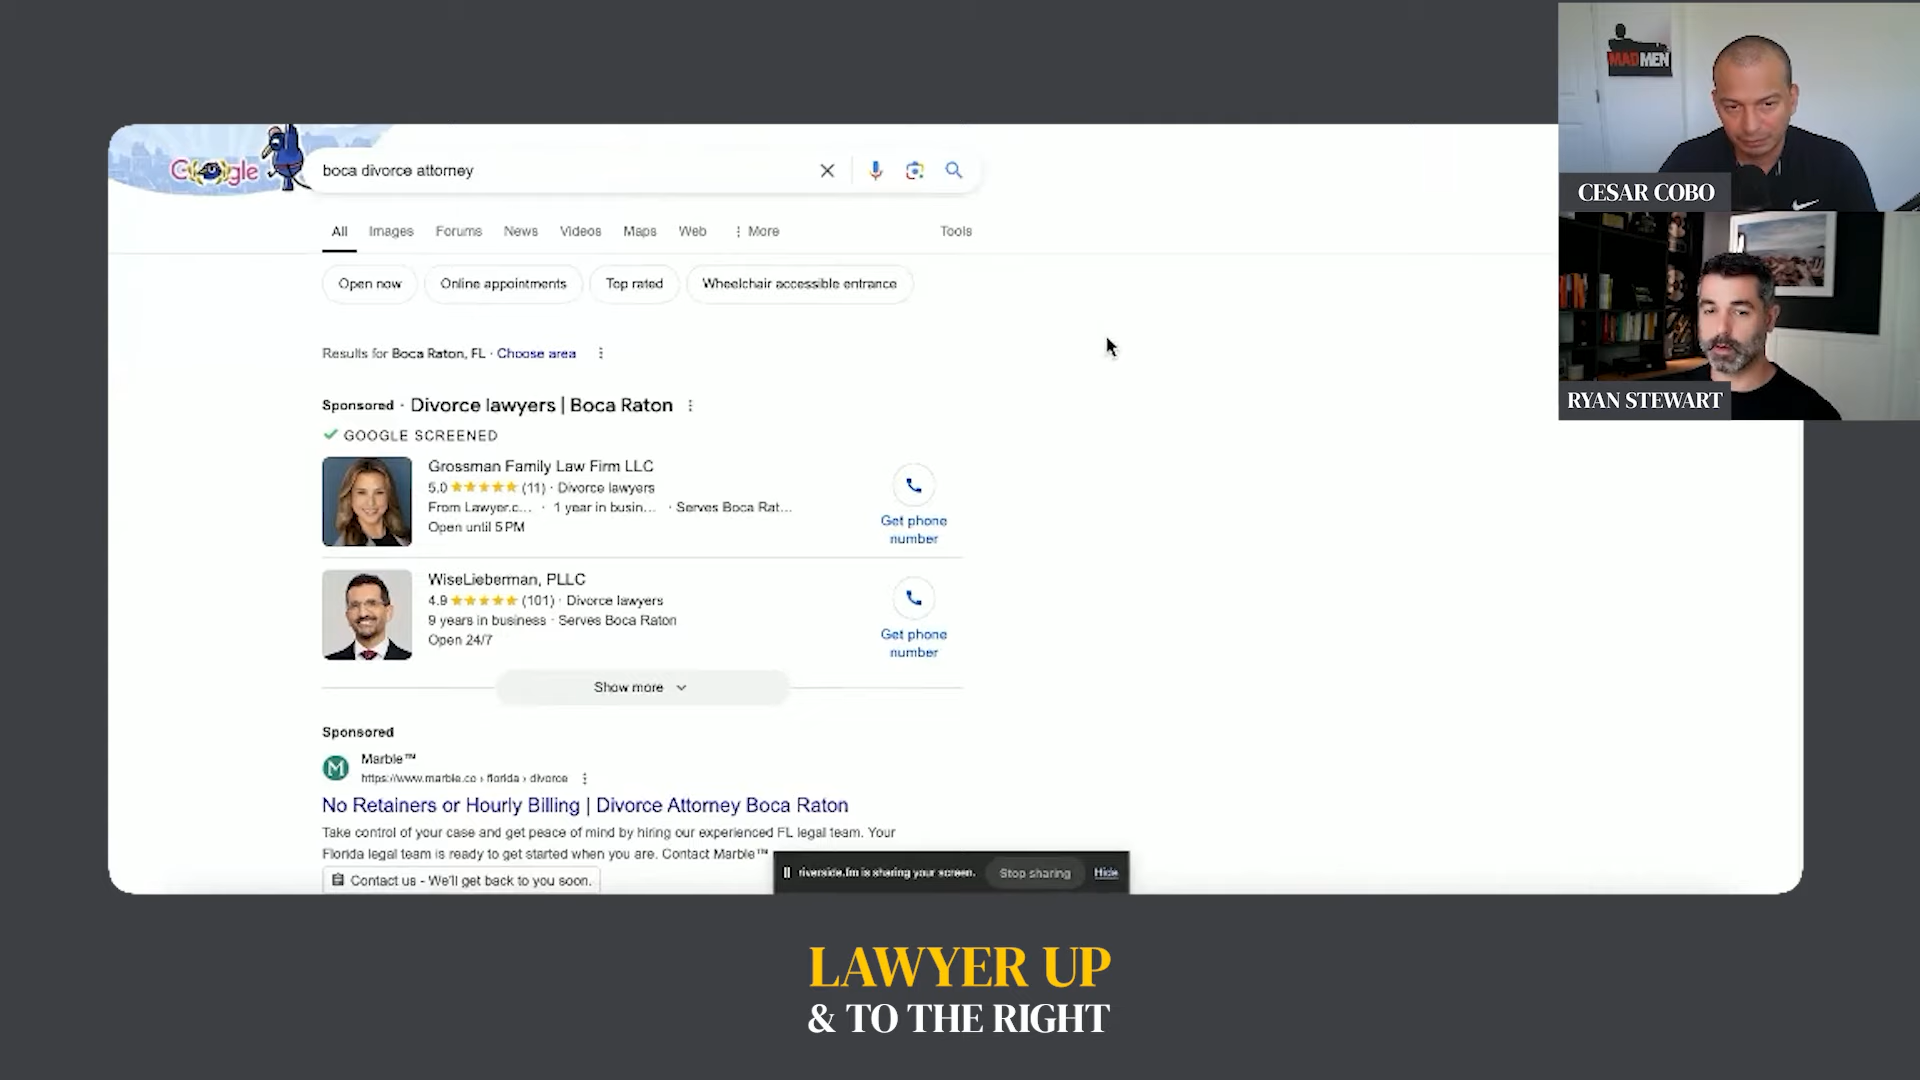 MAD MEN
CESAR COBO
RYAN STEWART
Google
boca divorce attorney
All Images Forums News Videos Maps Web More Tools
Open now Online appointments Top rated Wheelchair accessible entrance
Results for Boca Raton, FL · Choose area
Sponsored · Divorce lawyers | Boca Raton
GOOGLE SCREENED
Grossman Family Law Firm LLC
5.0 (11) · Divorce lawyers
From Lawyer.c... · 1 year in busin... · Serves Boca Rat...
Open until 5 PM
Get phone
number
WiseLieberman, PLLC
4.9 (101) · Divorce lawyers
9 years in business · Serves Boca Raton
Open 24/7
Get phone
number
Show more
Sponsored
M
Marble™
https://www.marble.co › florida › divorce
No Retainers or Hourly Billing | Divorce Attorney Boca Raton
Take control of your case and get peace of mind by hiring our experienced FL legal team. Your
Florida legal team is ready to get started when you are. Contact Marble™
Contact us - We'll get back to you soon.
riverside.fm is sharing your screen. Stop sharing Hide
LAWYER UP
& TO THE RIGHT